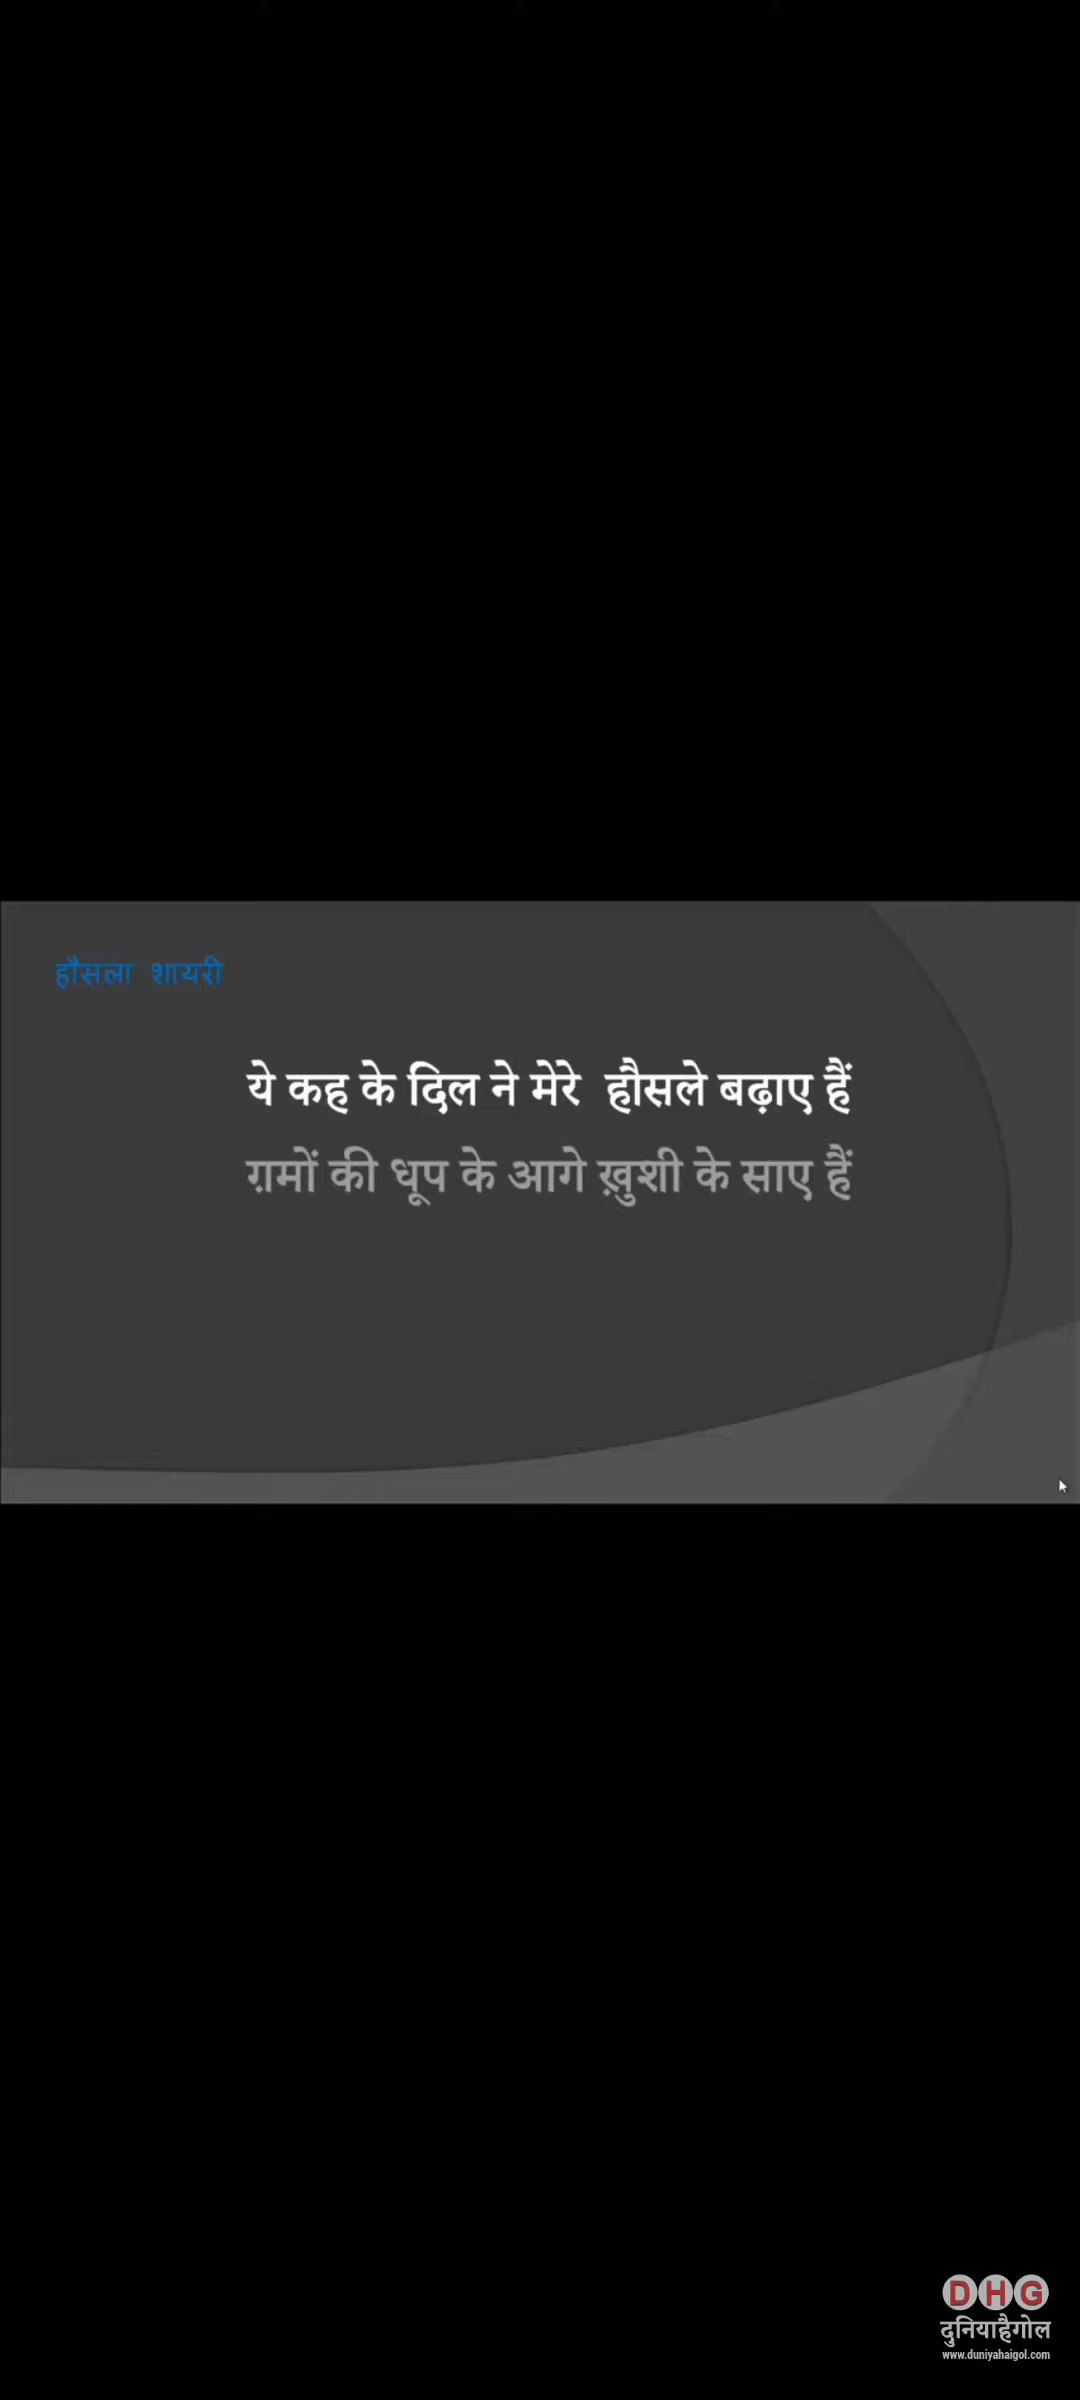 हौसला शायरी
ये कह के दिल ने मेरे हौसले बढ़ाए हैं
ग़मों की धूप के आगे ख़ुशी के साए हैं
DHG
दुनियाहैगोल
www.duniyahaigol.com